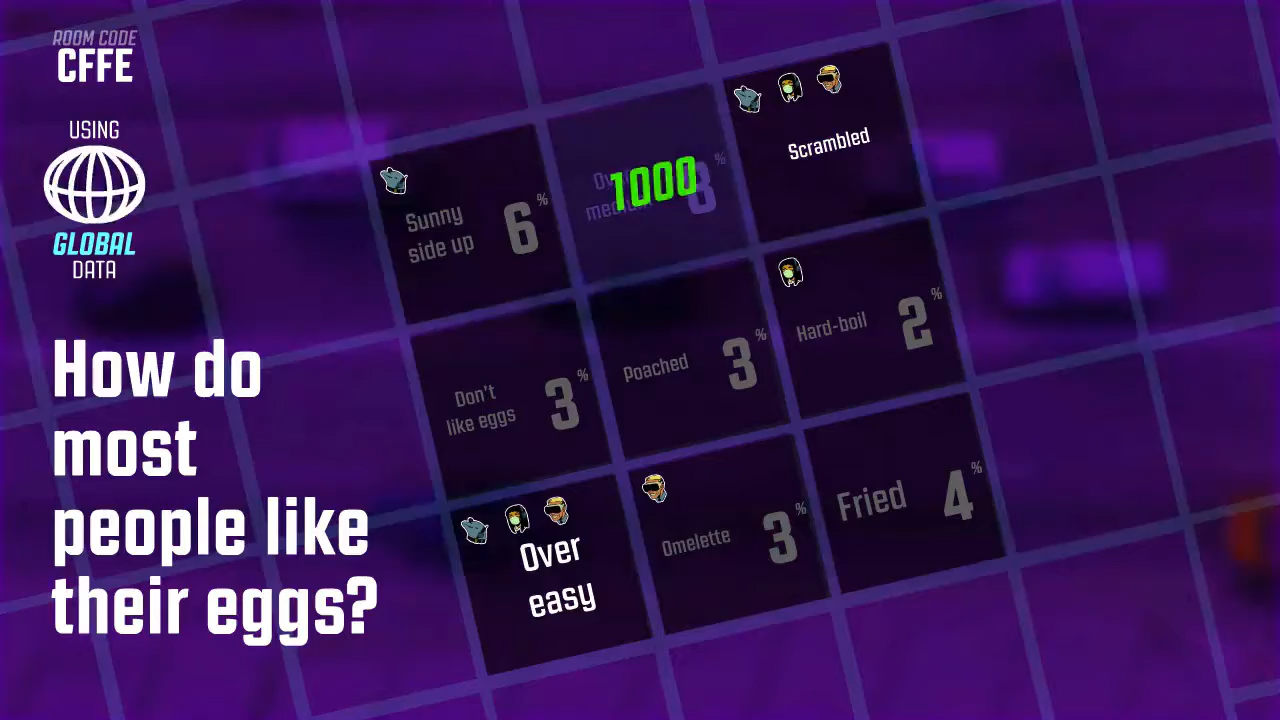 ROOM CODE
CFFE
USING
GLOBAL
DATA
How do
most
people like
their eggs?
Sunny
side up
6%
1000
8%
Scrambled
Don't
like eggs
3%
Poached
3%
Hard-boil
2%
Over
easy
Omelette
3%
Fried
4%